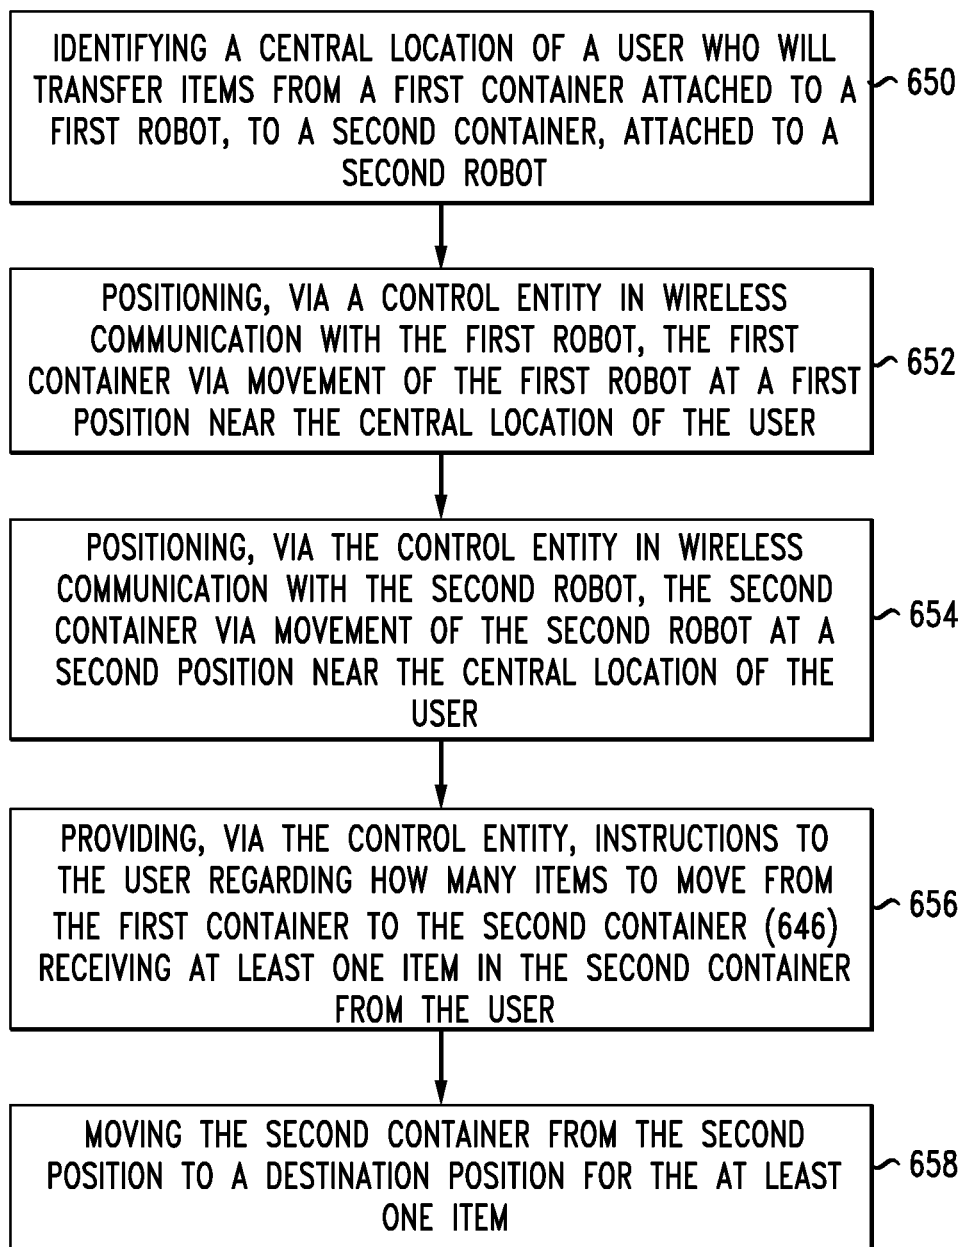 IDENTIFYING A CENTRAL LOCATION OF A USER WHO WILL
TRANSFER ITEMS FROM A FIRST CONTAINER ATTACHED TO A
FIRST ROBOT, TO A SECOND CONTAINER, ATTACHED TO A
SECOND ROBOT
650
POSITIONING, VIA A CONTROL ENTITY IN WIRELESS
COMMUNICATION WITH THE FIRST ROBOT, THE FIRST
CONTAINER VIA MOVEMENT OF THE FIRST ROBOT AT A FIRST
POSITION NEAR THE CENTRAL LOCATION OF THE USER
652
POSITIONING, VIA THE CONTROL ENTITY IN WIRELESS
COMMUNICATION WITH THE SECOND ROBOT, THE SECOND
CONTAINER VIA MOVEMENT OF THE SECOND ROBOT AT A
SECOND POSITION NEAR THE CENTRAL LOCATION OF THE
USER
654
PROVIDING, VIA THE CONTROL ENTITY, INSTRUCTIONS TO
THE USER REGARDING HOW MANY ITEMS TO MOVE FROM
THE FIRST CONTAINER TO THE SECOND CONTAINER (646)
RECEIVING AT LEAST ONE ITEM IN THE SECOND CONTAINER
FROM THE USER
656
MOVING THE SECOND CONTAINER FROM THE SECOND
POSITION TO A DESTINATION POSITION FOR THE AT LEAST
ONE ITEM
658